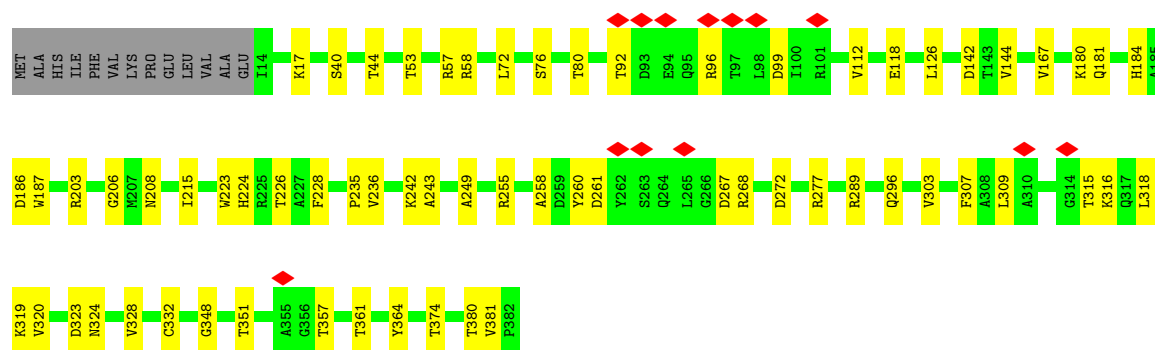 MET ALA HIS ILE PHE VAL LYS PRO GLU LEU VAL ALA GLU I14 K17 S40 T44 T53 R57 R58 L72 S76 T80 T92 D93 E94 Q95 R96 T97 L98 D99 I100 R101 V112 E118 L126 D142 T143 V144 V167 K180 Q181 H184 A185
D186 W187 R203 G206 M207 N208 I215 W223 H224 R225 T226 A227 F228 P235 V236 K242 A243 A249 R255 A258 D259 Y260 D261 Y262 S263 Q264 L265 G266 D267 R268 D272 R277 R289 Q296 V303 F307 A308 L309 A310 G314 T315 K316 Q317 L318
K319 V320 D323 N324 V328 C332 G348 T351 A355 G356 T357 T361 Y364 T374 T380 V381 P382